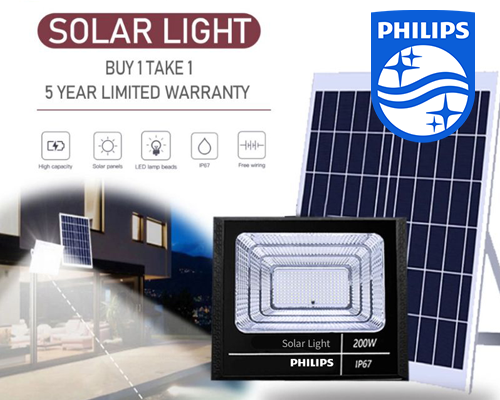 SOLAR LIGHT
BUY 1 TAKE 1
5 YEAR LIMITED WARRANTY
PHILIPS
High capacity
Solar panels
LED lamp beads
IP67
Free wiring
Solar Light
200W
PHILIPS
IP67